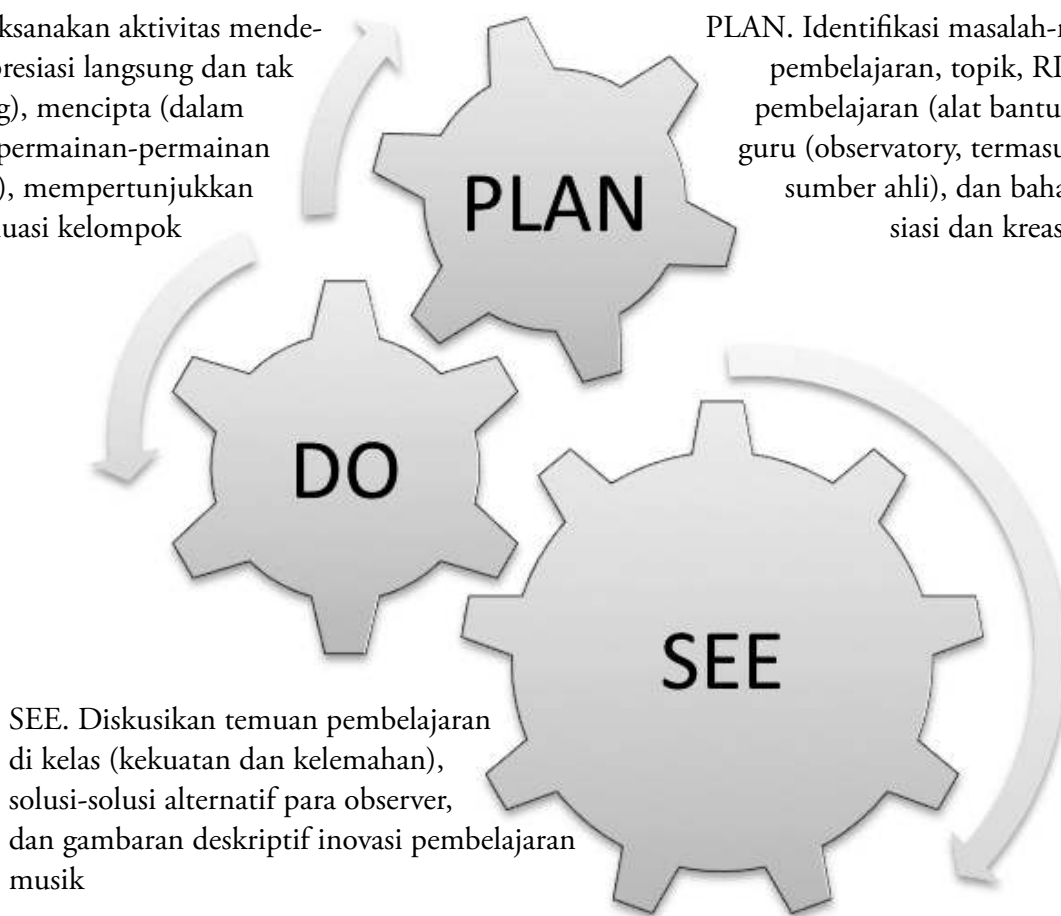 ksanakan aktivitas mende-
presiasi langsung dan tak
g), mencipta (dalam
permainan-permainan
), mempertunjukkan
uasi kelompok
PLAN. Identifikasi masalah-
pembelajaran, topik,
pembelajaran (alat bantu
guru (observatory, termasu
sumber ahli), dan baha
siasi dan kreas
PLAN
DO
SEE
SEE. Diskusikan temuan pembelajaran
di kelas (kekuatan dan kelemahan),
solusi-solusi alternatif para observer,
dan gambaran deskriptif inovasi pembelajaran
musik